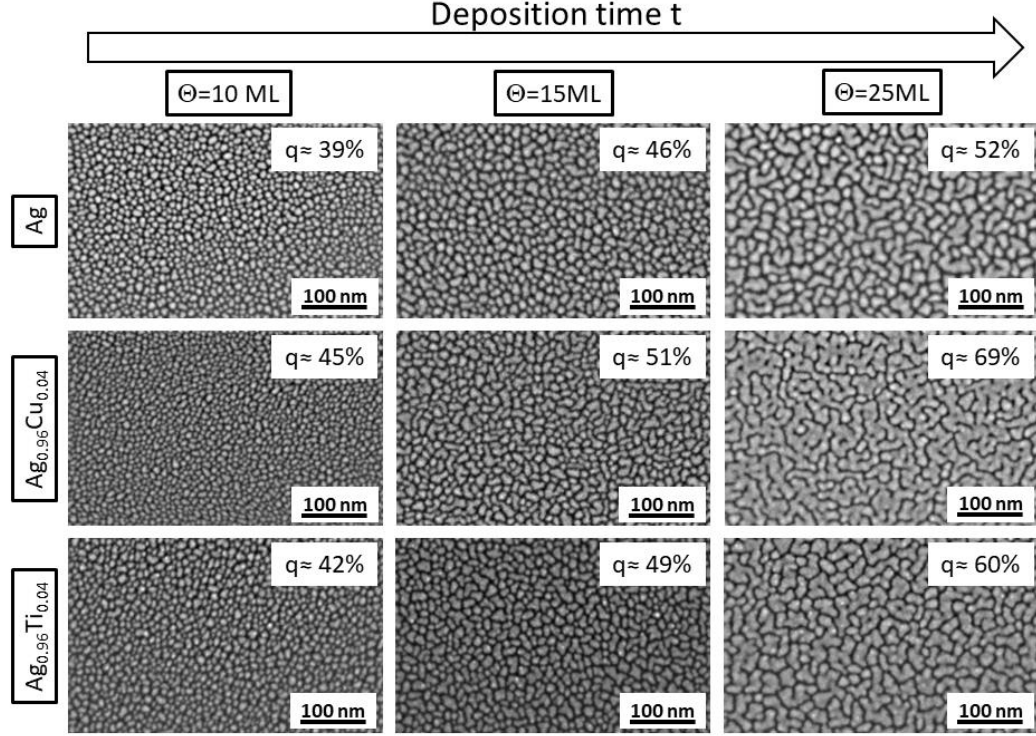 Deposition time t
Θ=10 ML
Θ=15ML
Θ=25ML
Ag
q≈ 39%
100 nm
q≈ 46%
100 nm
q≈ 52%
100 nm
Ag0.96Cu0.04
q≈ 45%
100 nm
q≈ 51%
100 nm
q≈ 69%
100 nm
Ag0.96Ti0.04
q≈ 42%
100 nm
q≈ 49%
100 nm
q≈ 60%
100 nm